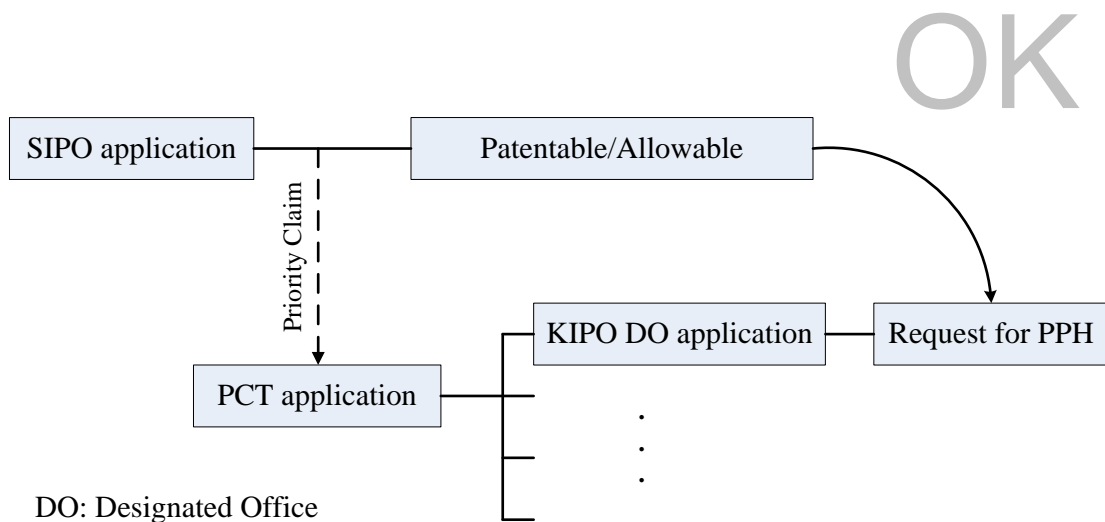 OK
SIPO application
Patentable/Allowable
Priority Claim
KIPO DO application
Request for PPH
PCT application
DO: Designated Office